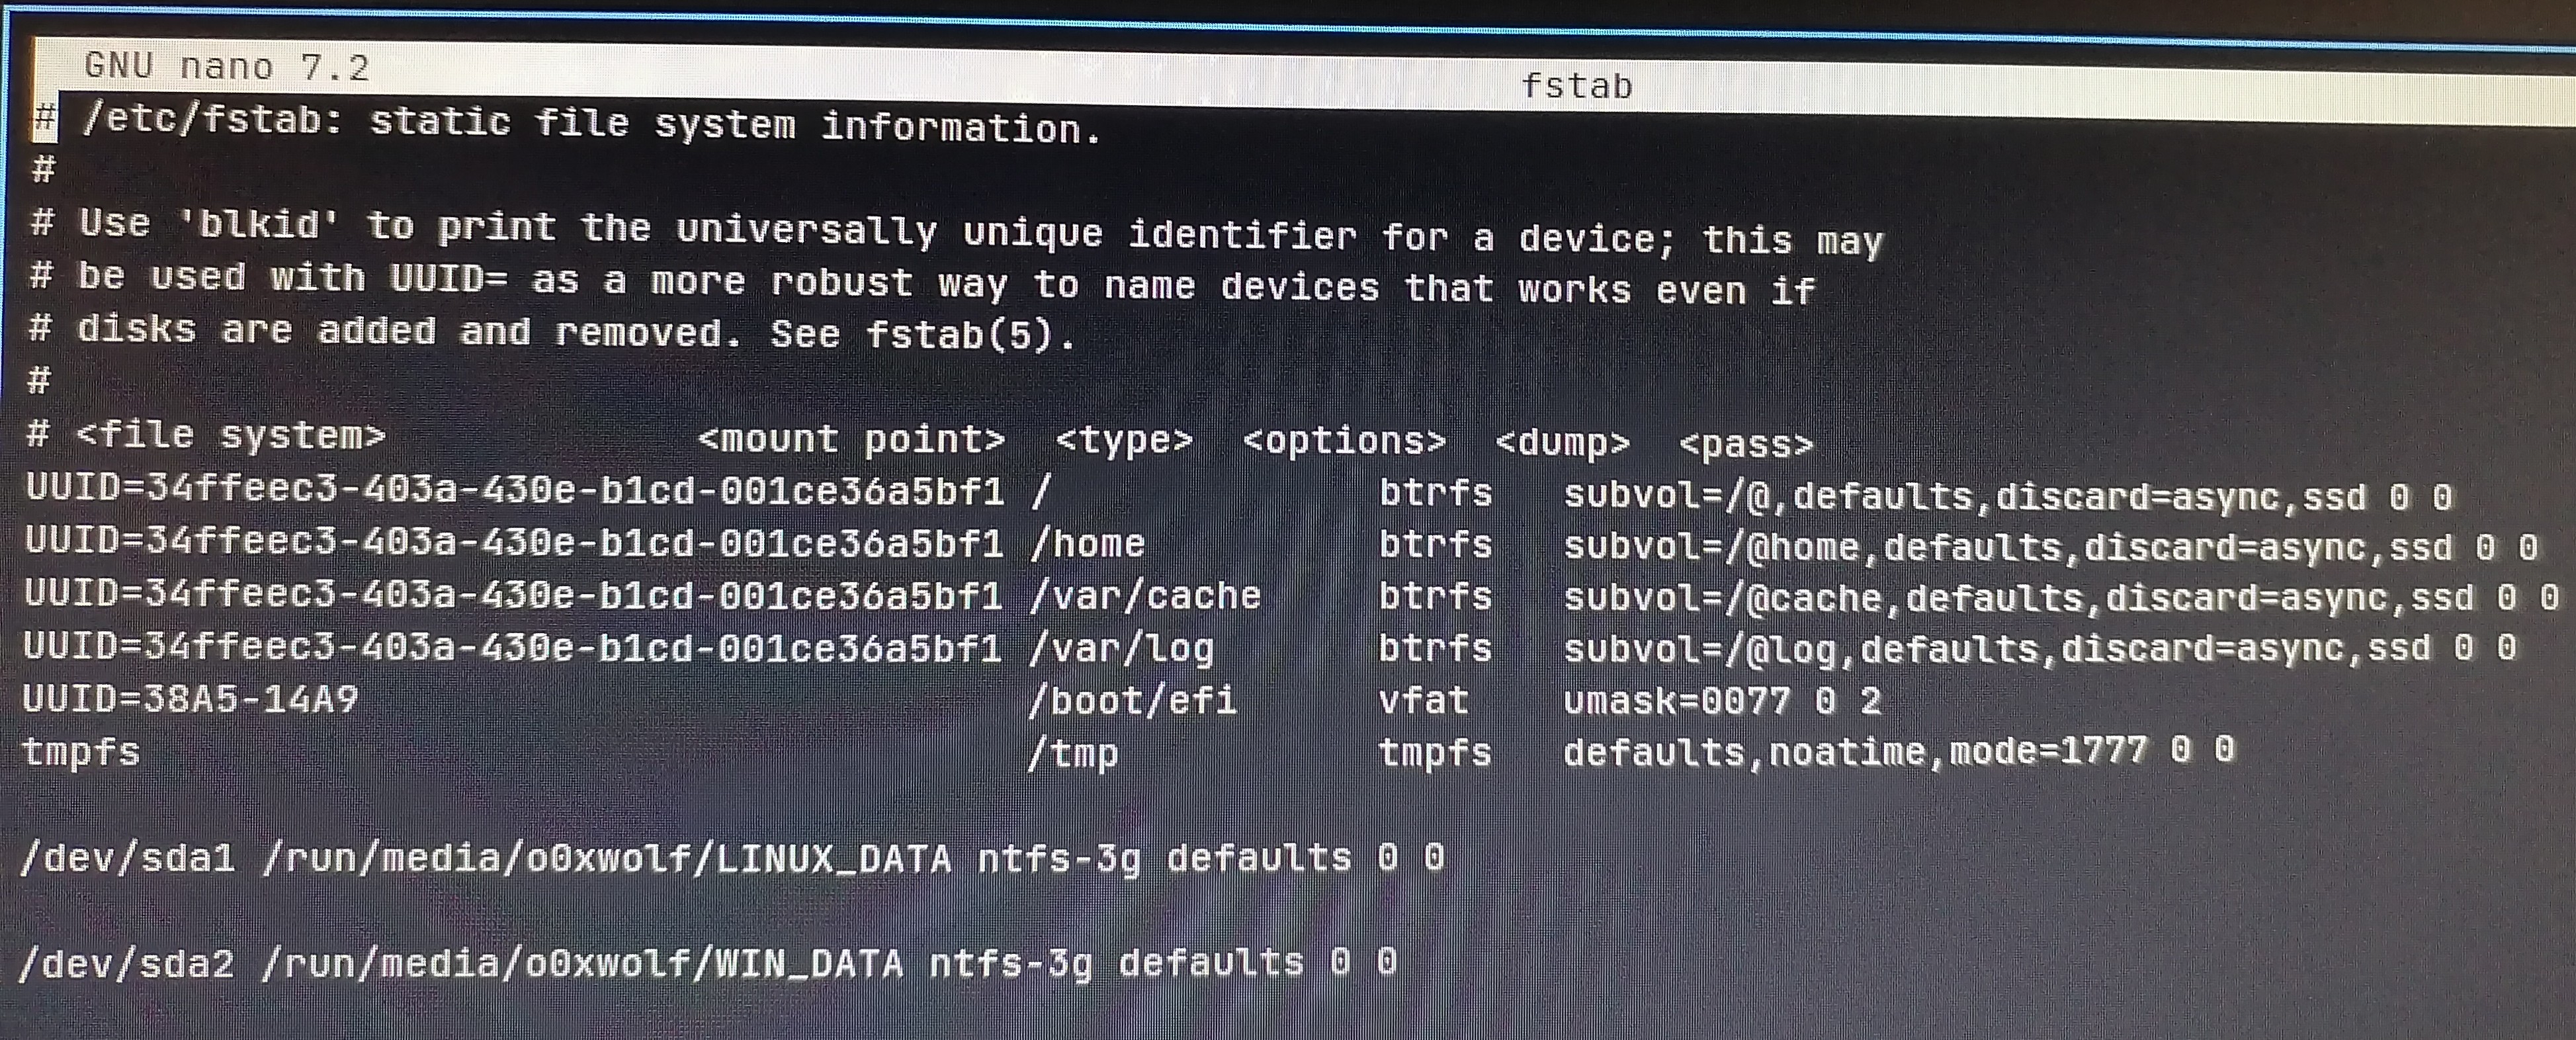 GNU nano 7.2 fstab
# /etc/fstab: static file system information.
#
# Use 'blkid' to print the universally unique identifier for a device; this may
# be used with UUID= as a more robust way to name devices that works even if
# disks are added and removed. See fstab(5).
#
# <file system> <mount point> <type> <options> <dump> <pass>
UUID=34ffeec3-403a-430e-b1cd-001ce36a5bf1 / btrfs subvol=/@,defaults,discard=async,ssd 0 0
UUID=34ffeec3-403a-430e-b1cd-001ce36a5bf1 /home btrfs subvol=/@home,defaults,discard=async,ssd 0 0
UUID=34ffeec3-403a-430e-b1cd-001ce36a5bf1 /var/cache btrfs subvol=/@cache,defaults,discard=async,ssd 0 0
UUID=34ffeec3-403a-430e-b1cd-001ce36a5bf1 /var/log btrfs subvol=/@log,defaults,discard=async,ssd 0 0
UUID=38A5-14A9 /boot/efi vfat umask=0077 0 2
tmpfs /tmp tmpfs defaults,noatime,mode=1777 0 0
/dev/sda1 /run/media/o0xwolf/LINUX_DATA ntfs-3g defaults 0 0
/dev/sda2 /run/media/o0xwolf/WIN_DATA ntfs-3g defaults 0 0